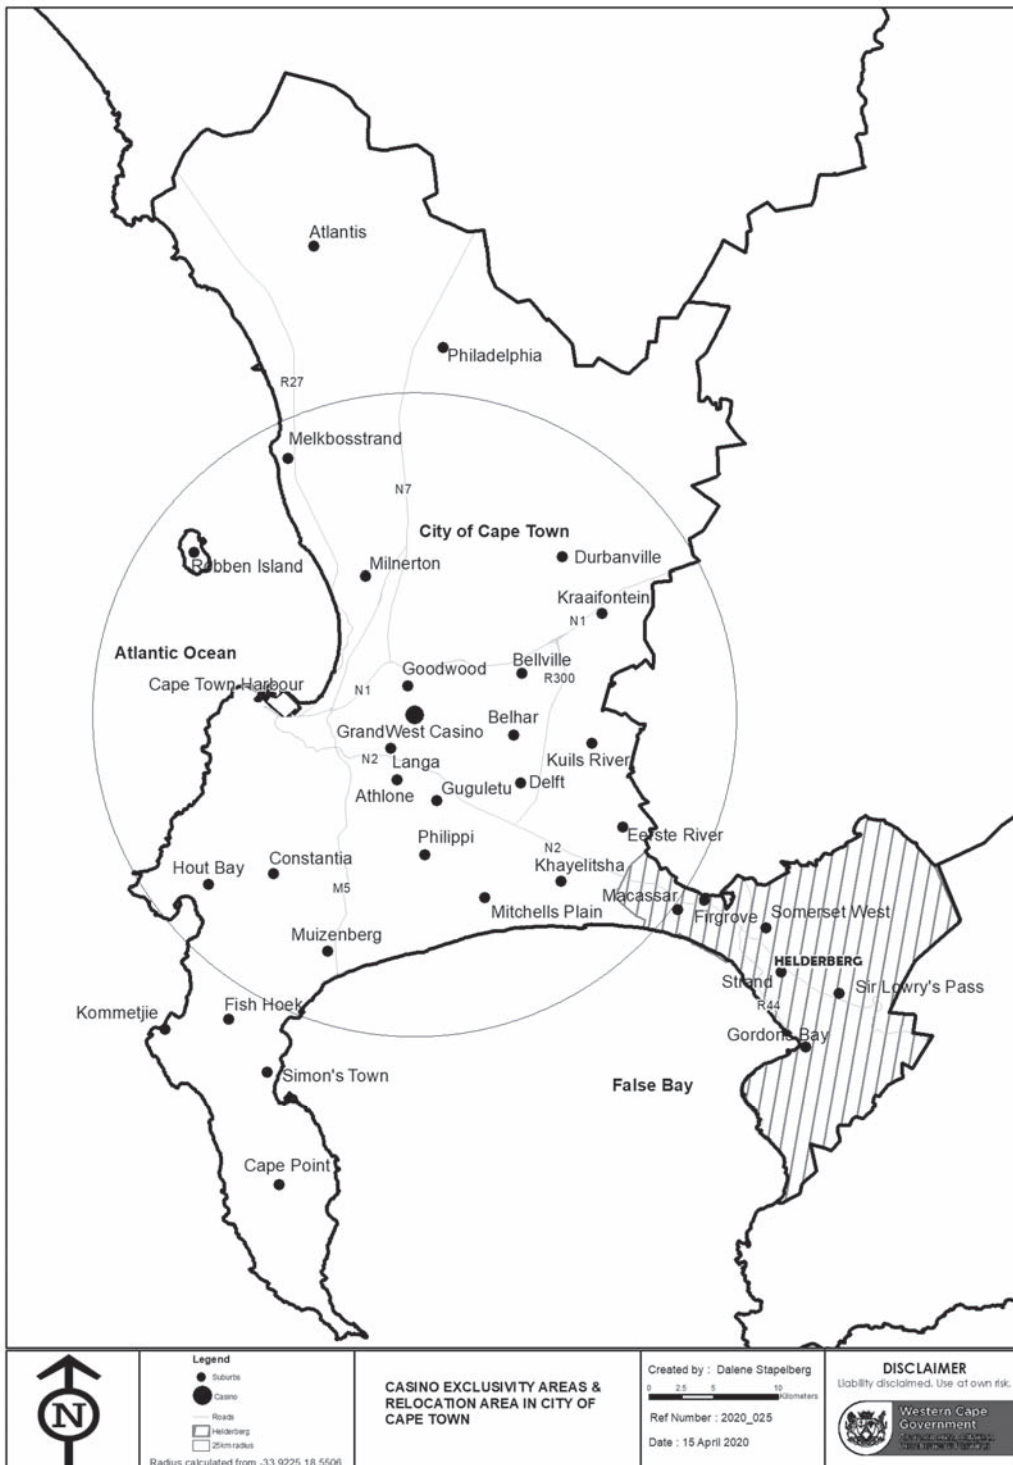 Atlantis
Philadelphia
R27
Melkbosstrand
N7
City of Cape Town
Durbanville
Robben Island
Milnerton
Kraaifontein
N1
Atlantic Ocean
Bellville
Goodwood
R300
Cape Town Harbour
N1
Belhar
GrandWest Casino
N2
Langa
Kuils River
Delft
Guguletu
Athlone
Eerste River
Philippi
N2
Constantia
Khayelitsha
Hout Bay
M5
Macassar
Mitchells Plain
Firgrove
Somerset West
Muizenberg
HELDERBERG
Strand
Sir Lowry's Pass
Fish Hoek
R44
Kommetjie
Gordons Bay
Simon's Town
False Bay
Cape Point
N
Legend
Suburbs
Casino
Roads
Helderberg
25km radius
Radius calculated from -33.9225 18.5506
CASINO EXCLUSIVITY AREAS &
RELOCATION AREA IN CITY OF
CAPE TOWN
Created by : Dalene Stapelberg
0 2.5 5 10
Kilometers
Ref Number : 2020_025
Date : 15 April 2020
DISCLAIMER
Liability disclaimed. Use at own risk.
Western Cape
Government